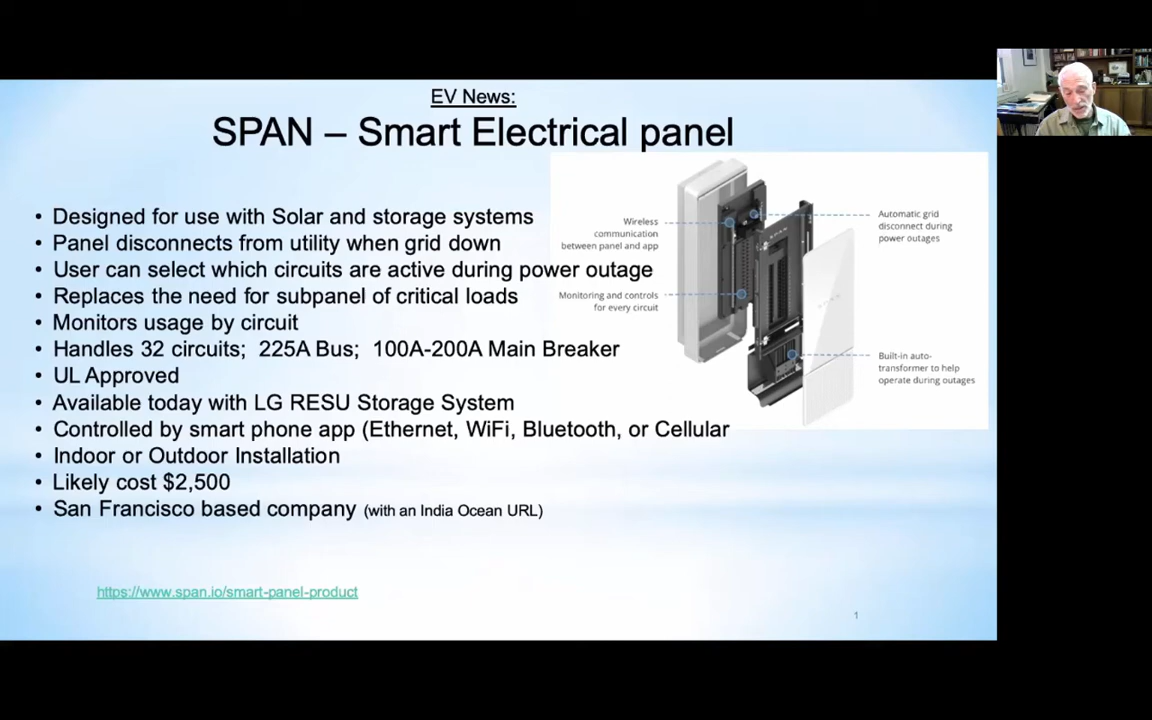 EV News:
SPAN – Smart Electrical panel
• Designed for use with Solar and storage systems
• Panel disconnects from utility when grid down
• User can select which circuits are active during power outage
• Replaces the need for subpanel of critical loads
• Monitors usage by circuit
• Handles 32 circuits; 225A Bus; 100A-200A Main Breaker
• UL Approved
• Available today with LG RESU Storage System
• Controlled by smart phone app (Ethernet, WiFi, Bluetooth, or Cellular
• Indoor or Outdoor Installation
• Likely cost $2,500
• San Francisco based company (with an India Ocean URL)
Wireless
communication
between panel and app
Monitoring and controls
for every circuit
SPAN
Automatic grid
disconnect during
power outages
Built-in auto-
transformer to help
operate during outages
https://www.span.io/smart-panel-product
1